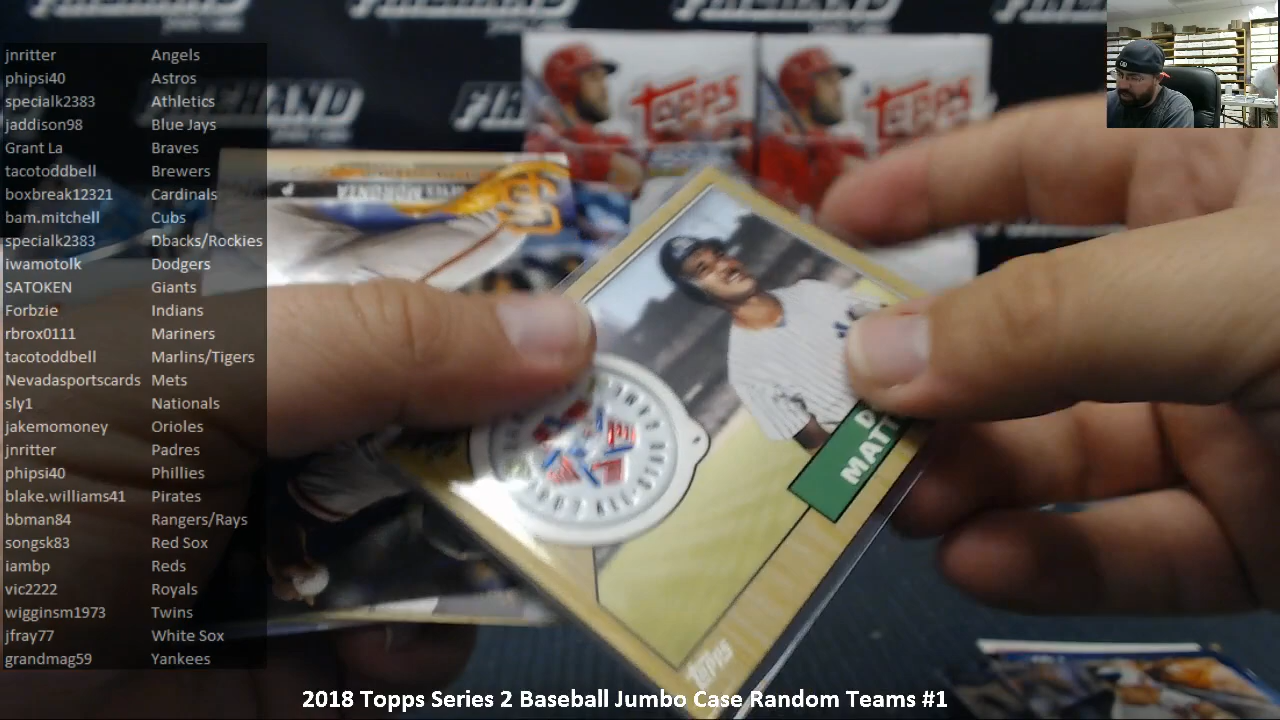 jnritter Angels
phipsi40 Astros
specialk2383 Athletics
jaddison98 Blue Jays
Grant La Braves
tacotoddbell Brewers
boxbreak12321 Cardinals
bam.mitchell Cubs
specialk2383 Dbacks/Rockies
iwamotolk Dodgers
SATOKEN Giants
Forbzie Indians
rbrox0111 Mariners
tacotoddbell Marlins/Tigers
Nevadasportscards Mets
sly1 Nationals
jakemomoney Orioles
jnritter Padres
phipsi40 Phillies
blake.williams41 Pirates
bbman84 Rangers/Rays
songsk83 Red Sox
iambp Reds
vic2222 Royals
wigginsm1973 Twins
jfray77 White Sox
grandmag59 Yankees
Topps
Topps
ALL-STAR
Topps
2018 Topps Series 2 Baseball Jumbo Case Random Teams #1